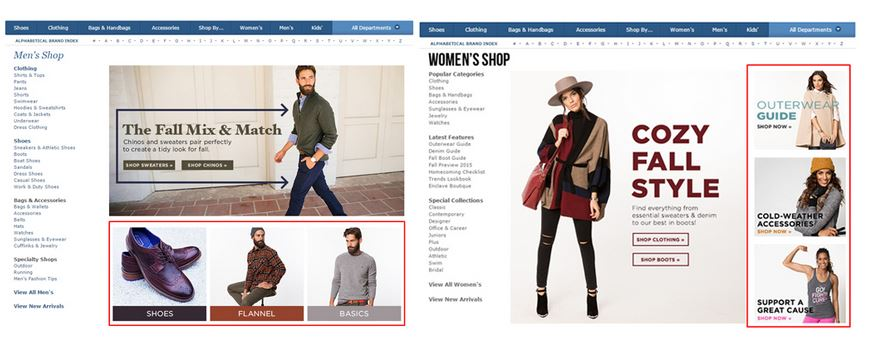 Shoes Clothing Bags & Handbags Accessories Shop By... Women's Men's Kids' All Departments
ALPHABETICAL BRAND INDEX # A B C D E F G H I J K L M N O P Q R S T U V W X Y Z
Men's Shop
Clothing
Shirts & Tops
Pants
Jeans
Shorts
Swimwear
Hoodies & Sweatshirts
Coats & Jackets
Underwear
Dress Clothing
Shoes
Sneakers & Athletic Shoes
Boots
Boat Shoes
Sandals
Dress Shoes
Casual Shoes
Work & Duty Shoes
Bags & Accessories
Bags & Wallets
Accessories
Belts
Hats
Watches
Sunglasses & Eyewear
Cufflinks & Jewelry
Specialty Shops
Outdoor
Running
Men's Fashion Tips
View All Men's
View New Arrivals
The Fall Mix & Match
Chinos and sweaters pair perfectly
to create a tidy look for fall.
SHOP SWEATERS » SHOP CHINOS »
SHOES FLANNEL BASICS
Shoes Clothing Bags & Handbags Accessories Shop By... Women's Men's Kids' All Departments
ALPHABETICAL BRAND INDEX # A B C D E F G H I J K L M N O P Q R S T U V W X Y Z
WOMEN'S SHOP
Popular Categories
Clothing
Shoes
Bags & Handbags
Accessories
Sunglasses & Eyewear
Jewelry
Watches
Latest Features
Outerwear Guide
Denim Guide
Fall Boot Guide
Fall Preview 2015
Homecoming Checklist
Trends Lookbook
Enclave Boutique
Special Collections
Classic
Contemporary
Designer
Office & Career
Juniors
Plus
Outdoor
Athletic
Swim
Bridal
View All Women's
View New Arrivals
COZY
FALL
STYLE
Find everything from
essential sweaters & denim
to our best in boots!
SHOP CLOTHING »
SHOP BOOTS »
OUTERWEAR
GUIDE
SHOP NOW »
COLD-WEATHER
ACCESSORIES
SHOP NOW »
GO!
FIGHT
CURE!
SUPPORT A
GREAT CAUSE
SHOP NOW »